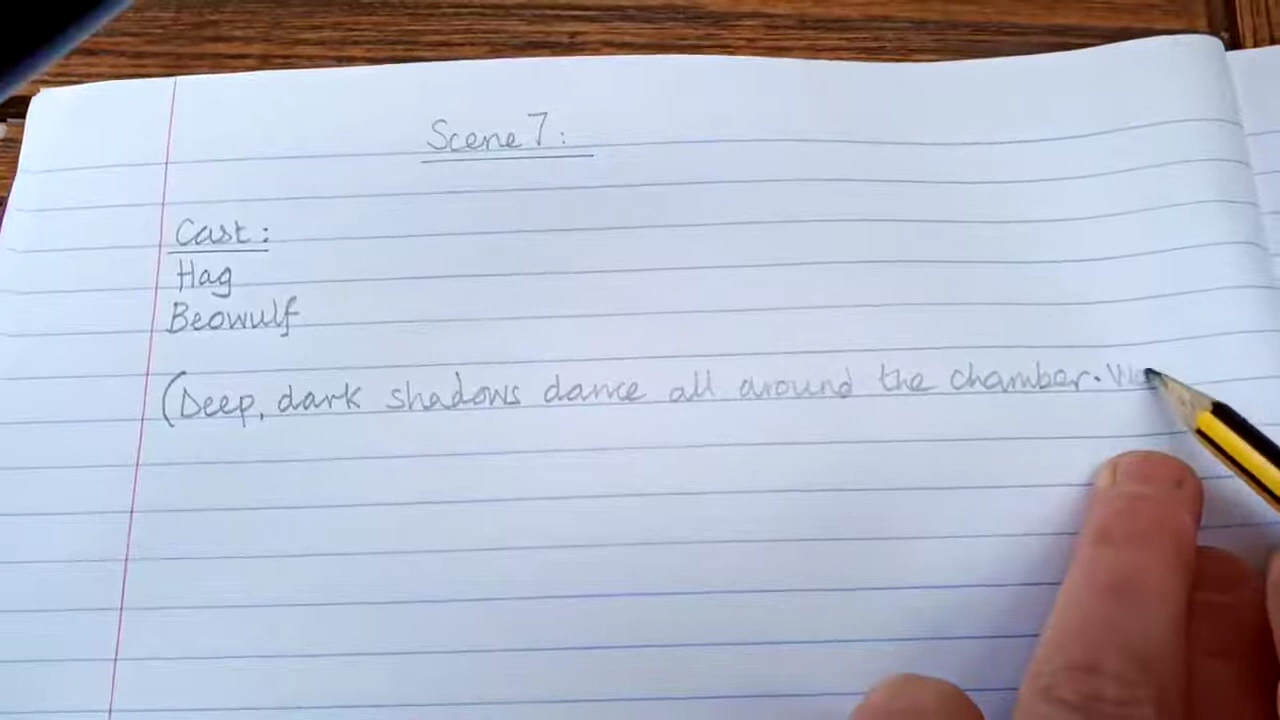 Scene 7:
Cast:
Hag
Beowulf
(Deep, dark shadows dance all around the chamber.